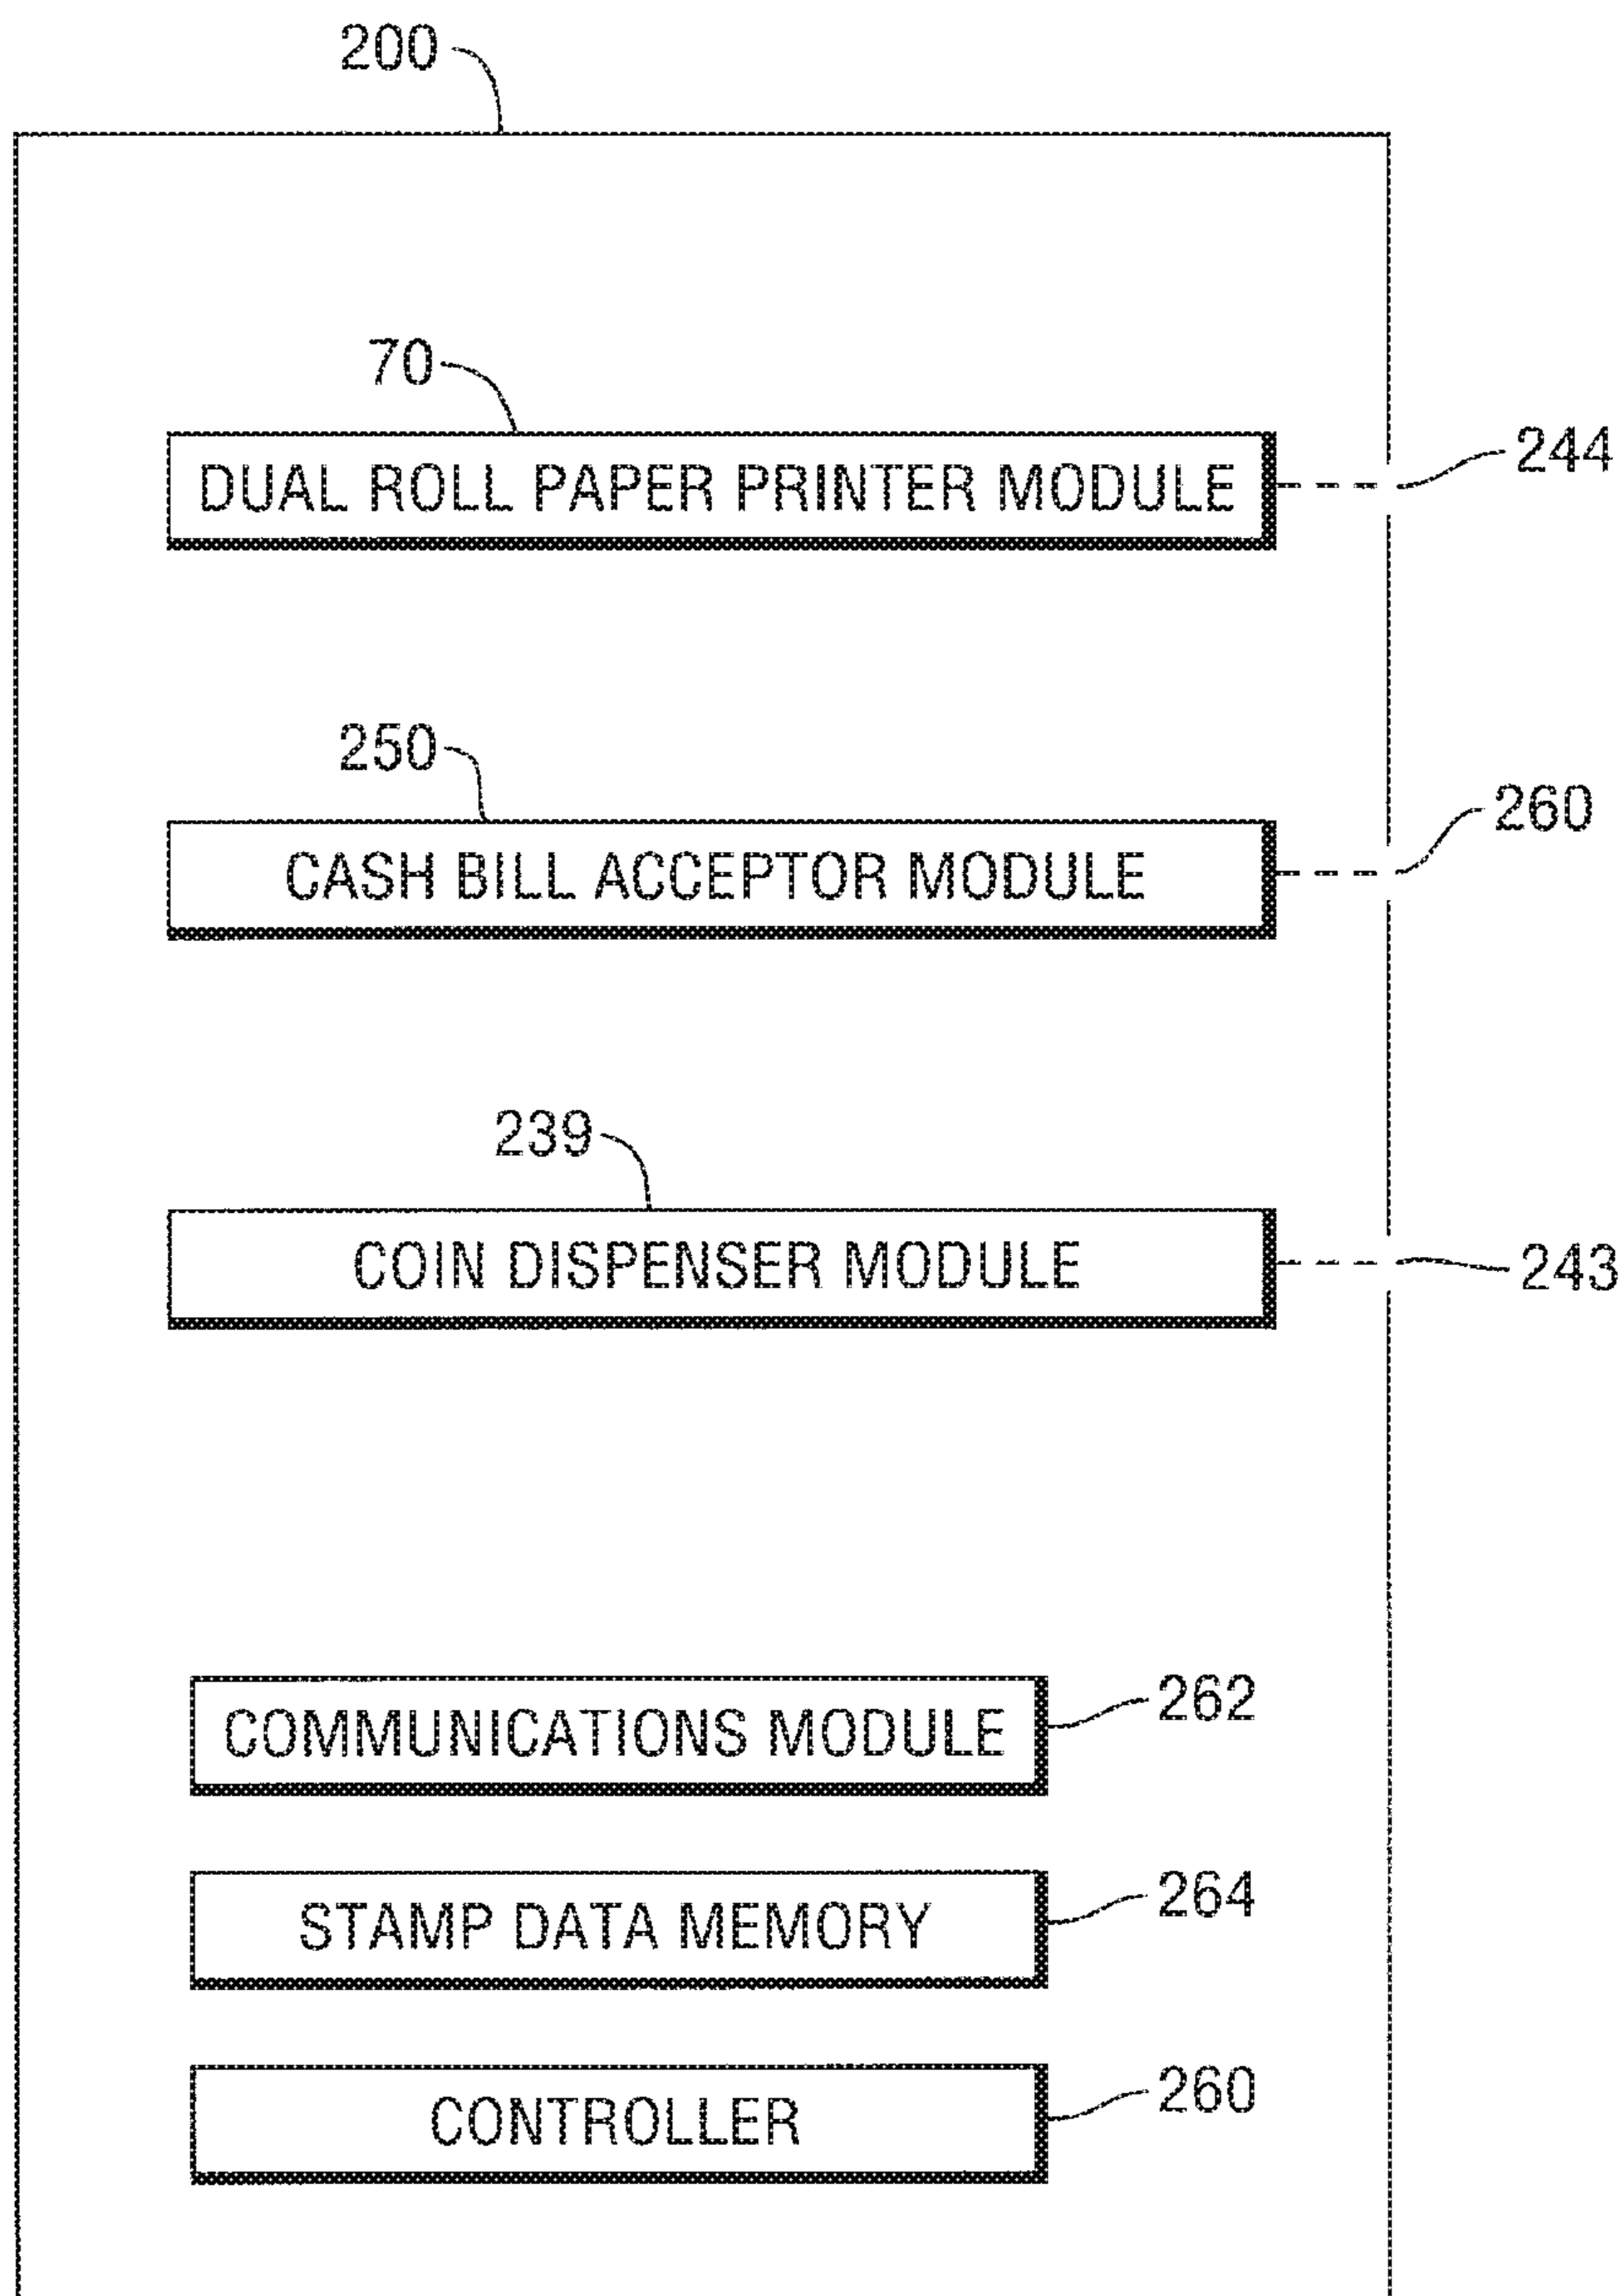 200
70
DUAL ROLL PAPER PRINTER MODULE
244
250
260
CASH BILL ACCEPTOR MODULE
239
COIN DISPENSER MODULE
243
262
COMMUNICATIONS MODULE
264
STAMP DATA MEMORY
260
CONTROLLER